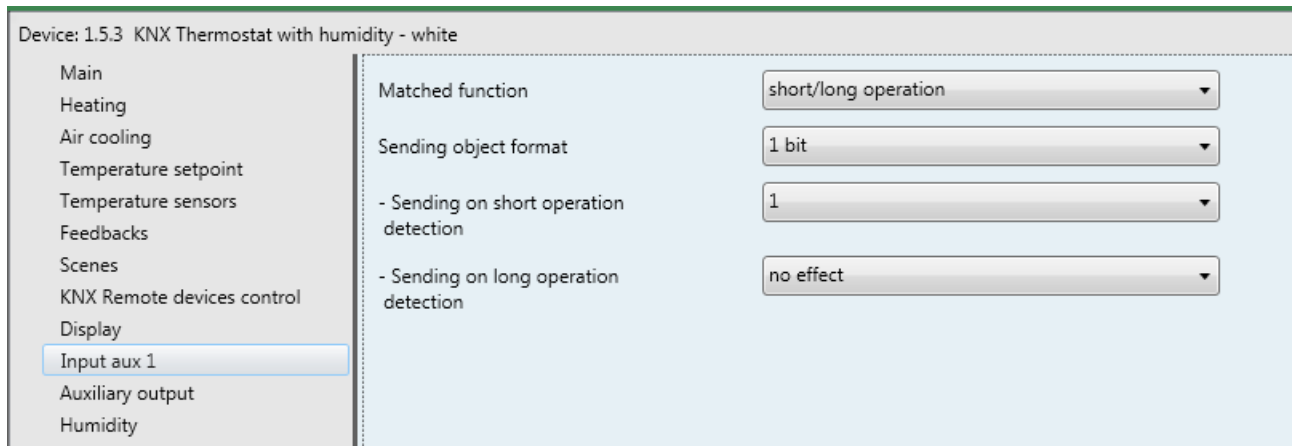 Device: 1.5.3 KNX Thermostat with humidity - white
Main
Heating
Air cooling
Temperature setpoint
Temperature sensors
Feedbacks
Scenes
KNX Remote devices control
Display
Input aux 1
Auxiliary output
Humidity
Matched function
short/long operation
Sending object format
1 bit
- Sending on short operation
detection
1
- Sending on long operation
detection
no effect